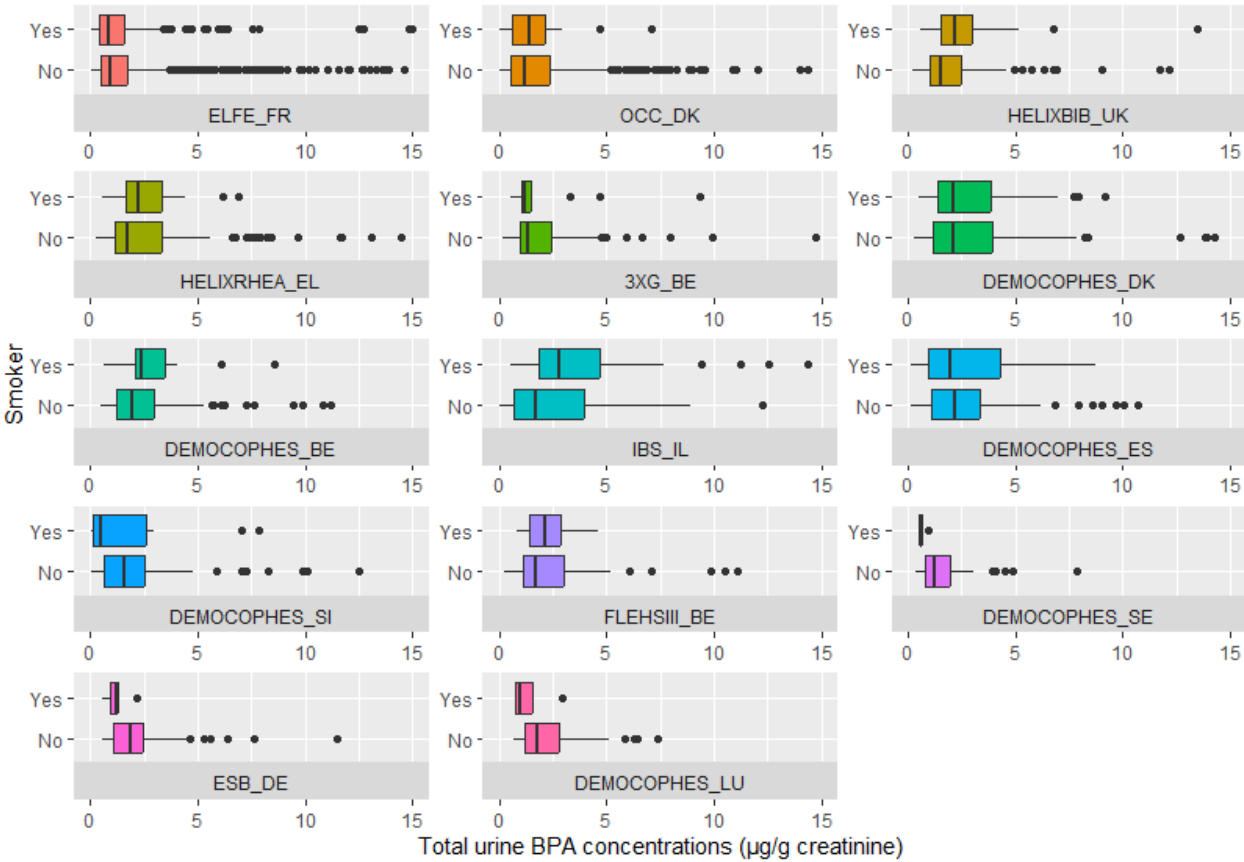 Yes
No
ELFE_FR
0 5 10 15
Yes
No
OCC_DK
0 5 10 15
Yes
No
HELIXBIB_UK
0 5 10 15
Yes
No
HELIXRHEA_EL
0 5 10 15
Yes
No
3XG_BE
0 5 10 15
Yes
No
DEMOCOPHES_DK
0 5 10 15
Smoker
Yes
No
DEMOCOPHES_BE
0 5 10 15
Yes
No
IBS_IL
0 5 10 15
Yes
No
DEMOCOPHES_ES
0 5 10 15
Yes
No
DEMOCOPHES_SI
0 5 10 15
Yes
No
FLEHSIII_BE
0 5 10 15
Yes
No
DEMOCOPHES_SE
0 5 10 15
Yes
No
ESB_DE
0 5 10 15
Yes
No
DEMOCOPHES_LU
0 5 10 15
Total urine BPA concentrations (µg/g creatinine)